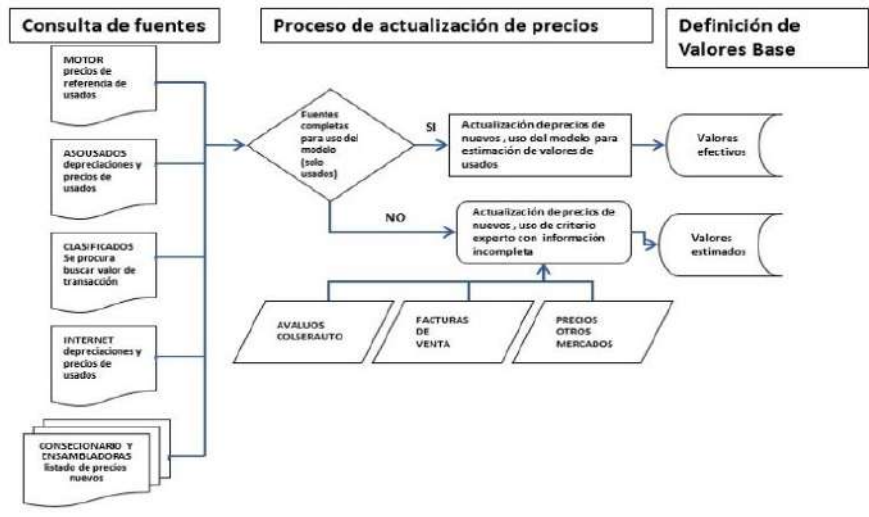 Consulta de fuentes
Proceso de actualización de precios
Definición de
Valores Base
MOTOR
precios de
referencia de
usados
ASOUSADOS
depreciaciones y
precios de
usados
CLASIFICADOS
Se procura
buscar valor de
transacción
INTERNET
depreciaciones y
precios de
usados
CONSECIONARIO Y
ENSAMBLADORAS
listado de precios
nuevos
Fuentes
completas
para uso del
modelo
(solo
usados)
SI
NO
Actualización de precios de
nuevos , uso del modelo para
estimación de valores de
usados
Actualización de precios de
nuevos , uso de criterio
experto con información
incompleta
Valores
efectivos
Valores
estimados
AVALUOS
COLSERAUTO
FACTURAS
DE
VENTA
PRECIOS
OTROS
MERCADOS